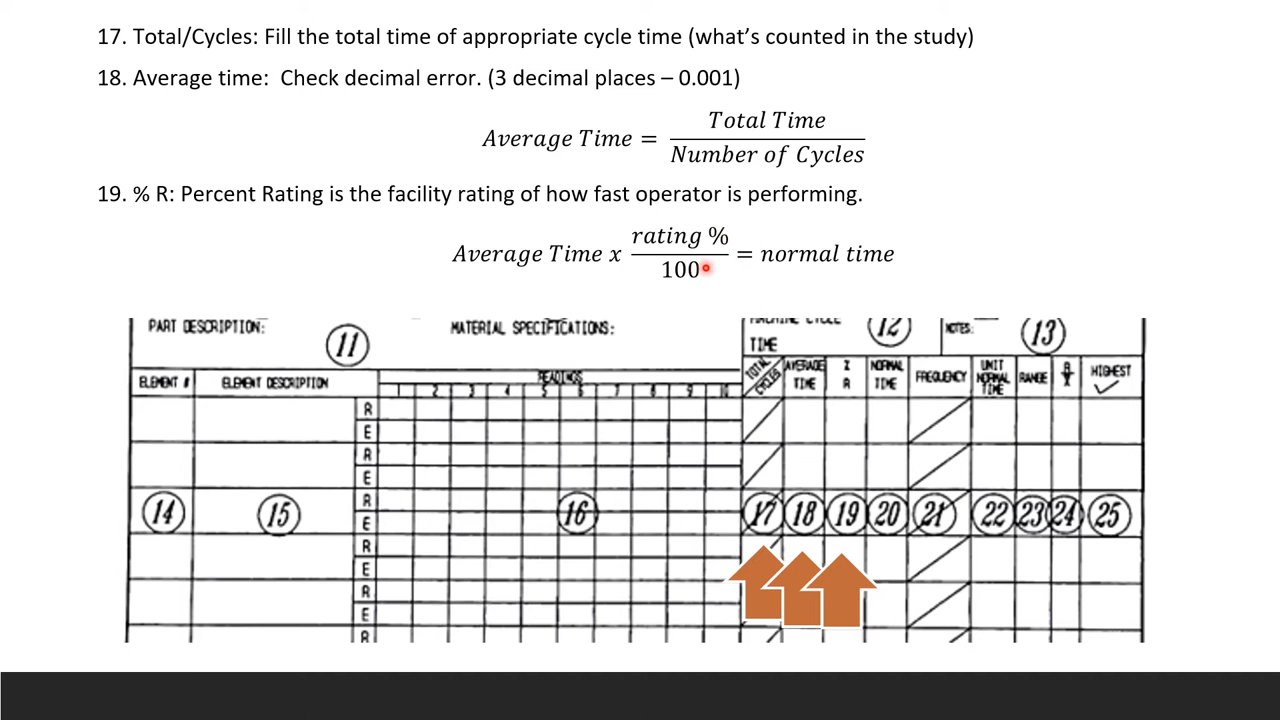 17. Total/Cycles: Fill the total time of appropriate cycle time (what's counted in the study)
18. Average time: Check decimal error. (3 decimal places – 0.001)
Average Time = Total Time / Number of Cycles
19. % R: Percent Rating is the facility rating of how fast operator is performing.
Average Time x rating % / 100 = normal time
PART DESCRIPTION: 11 MATERIAL SPECIFICATIONS: MACHINE CYCLE TIME 12 NOTES: 13
ELEMENT # ELEMENT DESCRIPTION READINGS TOTAL CYCLES AVERAGE TIME % R NORMAL TIME FREQUENCY UNIT NORMAL TIME RANGE HIGHEST
1 2 3 4 5 6 7 8 9 10
R
E
R
E
14 15 R 16 17 18 19 20 21 22 23 24 25
E
R
E
R
E
R